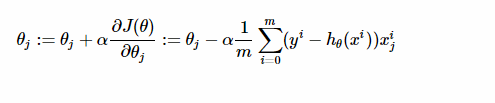 θ_j := θ_j + α ∂J(θ)/∂θ_j := θ_j − α 1/m ∑_{i=0}^{m} (y^i − h_θ(x^i))x_j^i